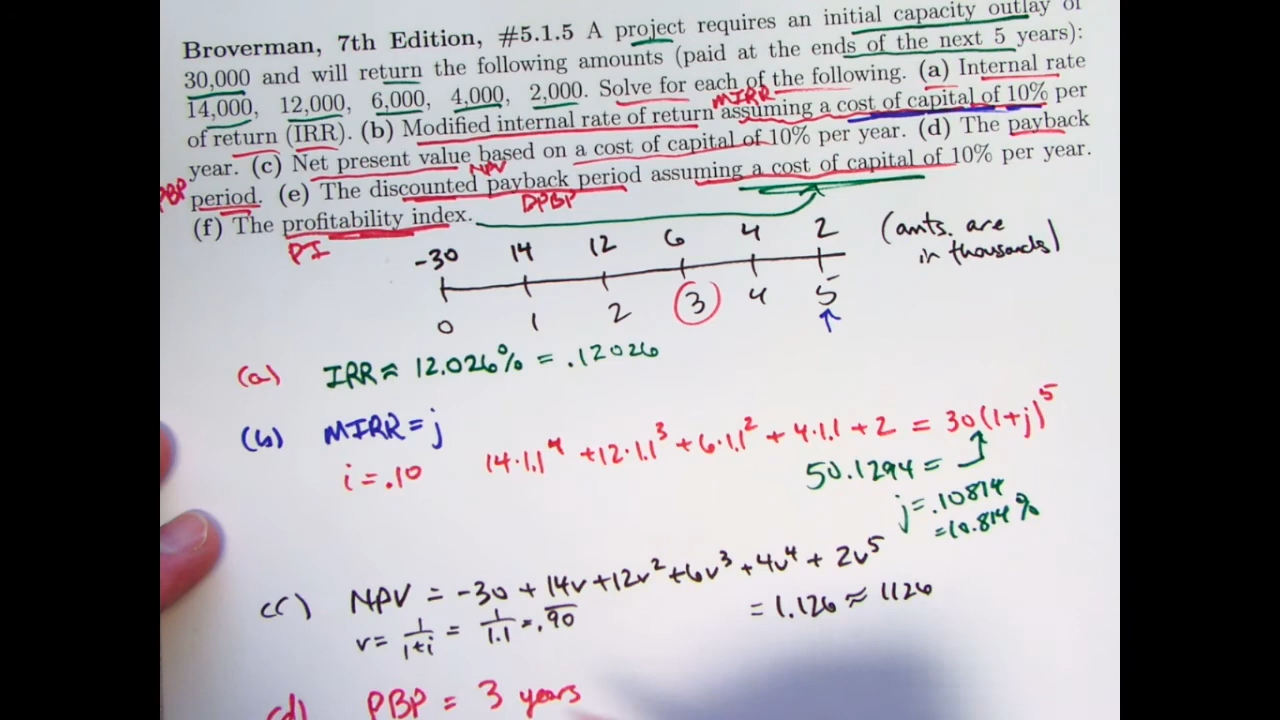 Broverman, 7th Edition, #5.1.5 A project requires an initial capacity outlay of
30,000 and will return the following amounts (paid at the ends of the next 5 years):
14,000, 12,000, 6,000, 4,000, 2,000. Solve for each of the following. (a) Internal rate
MIRR
of return (IRR). (b) Modified internal rate of return assuming a cost of capital of 10% per
year. (c) Net present value based on a cost of capital of 10% per year. (d) The payback
NPV
PBP period. (e) The discounted payback period assuming a cost of capital of 10% per year.
DPBP
(f) The profitability index.
PI
-30 14 12 6 4 2 (amts. are
in thousands)
0 1 2 3 4 5
(a) IRR ≈ 12.026% = .12026
(b) MIRR = j
i = .10 14·1.1^4 + 12·1.1^3 + 6·1.1^2 + 4·1.1 + 2 = 30(1+j)^5
50.1294 =
j = .10814
= 10.814%
(c) NPV = -30 + 14v + 12v^2 + 6v^3 + 4v^4 + 2v^5
v = 1/(1+i) = 1/1.1 = .9̅0̅ = 1.126 ≈ 1126
(d) PBP = 3 years